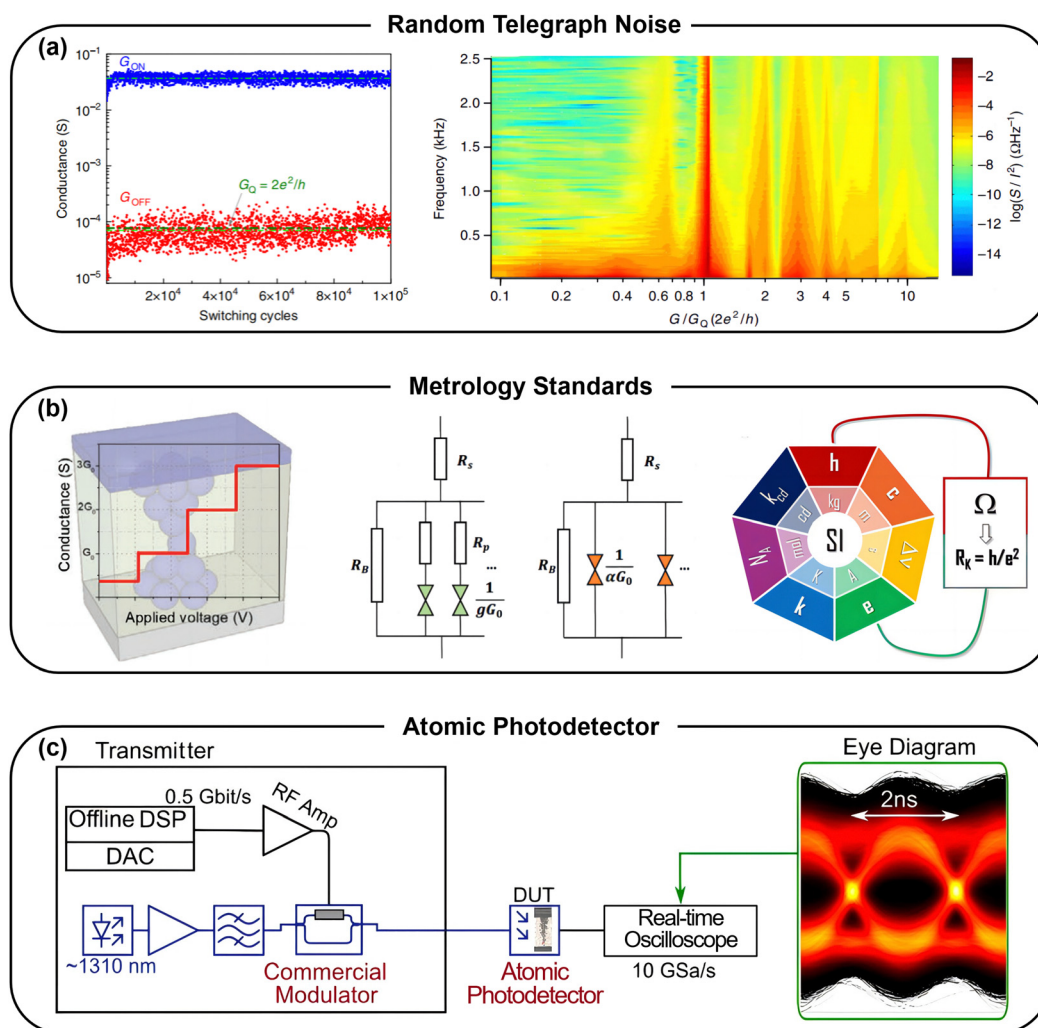 Random Telegraph Noise
(a)
10⁻¹
10⁻²
10⁻³
10⁻⁴
10⁻⁵
Conductance (S)
G_ON
G_Q = 2e²/h
G_OFF
2×10⁴ 4×10⁴ 6×10⁴ 8×10⁴ 1×10⁵
Switching cycles
2.5
2.0
1.5
1.0
0.5
Frequency (kHz)
0.1 0.2 0.4 0.6 0.8 1 2 3 4 5 10
G/G_Q (2e²/h)
−2
−4
−6
−8
−10
−12
−14
log(S / I²) (ΩHz⁻¹)
Metrology Standards
(b)
Conductance (S)
3G₀
2G₀
G₀
Applied voltage (V)
R_s
R_B
R_p
...
1/gG₀
R_s
R_B
1/αG₀
...
h
c
Δν
e
k
N_A
K_cd
kg
m
s
A
K
mol
cd
SI
Ω
R_K = h/e²
Atomic Photodetector
(c)
Transmitter
0.5 Gbit/s
RF Amp
Offline DSP
DAC
~1310 nm
Commercial
Modulator
DUT
Atomic
Photodetector
Real-time
Oscilloscope
10 GSa/s
Eye Diagram
2ns